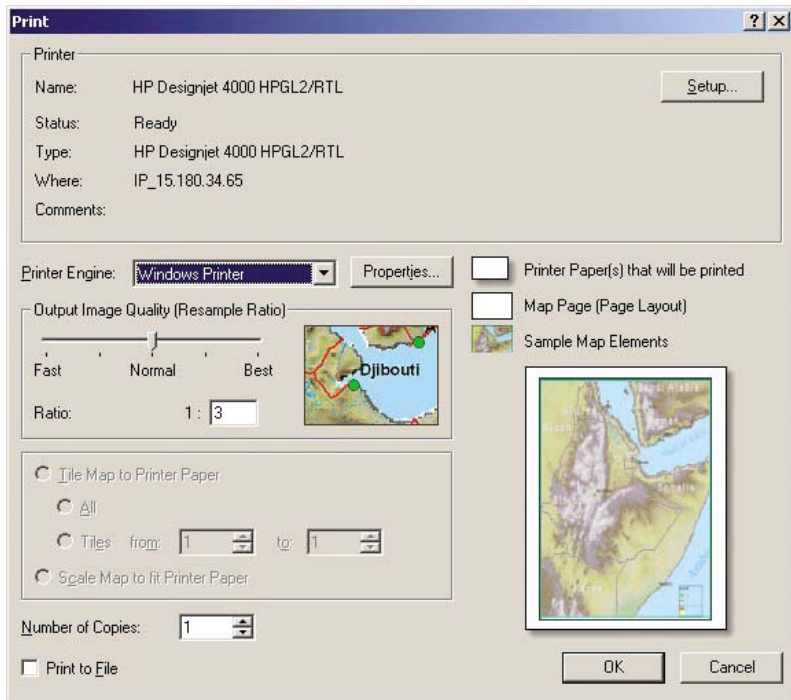 Print
Printer
Name: HP Designjet 4000 HPGL2/RTL
Setup...
Status: Ready
Type: HP Designjet 4000 HPGL2/RTL
Where: IP_15.180.34.65
Comments:
Printer Engine: Windows Printer
Properties...
Printer Paper(s) that will be printed
Map Page (Page Layout)
Sample Map Elements
Output Image Quality (Resample Ratio)
Fast Normal Best
Ratio: 1: 3
Djibouti
Tile Map to Printer Paper
All
Tiles from: 1 to: 1
Scale Map to fit Printer Paper
Number of Copies: 1
Print to File
Saudi Arabia
Somalia
OK Cancel